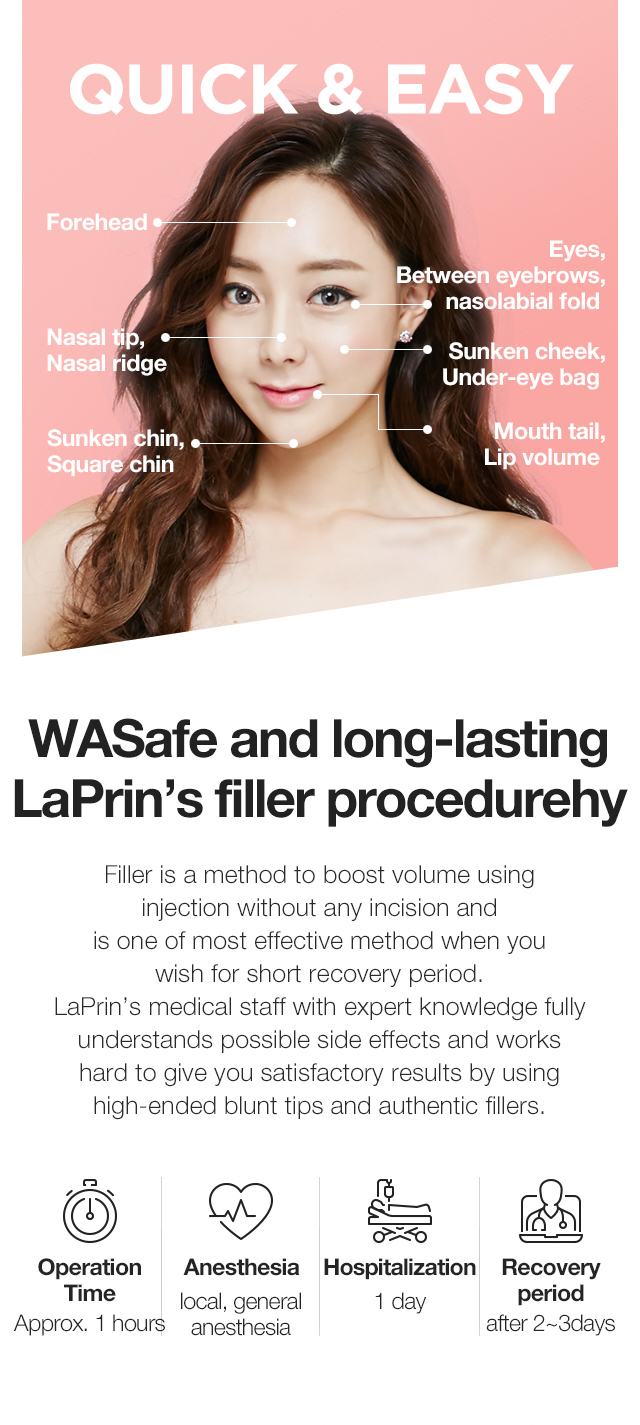 QUICK & EASY
Forehead
Eyes,
Between eyebrows,
nasolabial fold
Nasal tip,
Nasal ridge
Sunken cheek,
Under-eye bag
Mouth tail,
Lip volume
Sunken chin,
Square chin
WASafe and long-lasting
LaPrin’s filler procedurehy
Filler is a method to boost volume using
injection without any incision and
is one of most effective method when you
wish for short recovery period.
LaPrin’s medical staff with expert knowledge fully
understands possible side effects and works
hard to give you satisfactory results by using
high-ended blunt tips and authentic fillers.
Operation
Time
Approx. 1 hours
Anesthesia
local, general
anesthesia
Hospitalization
1 day
Recovery
period
after 2~3days